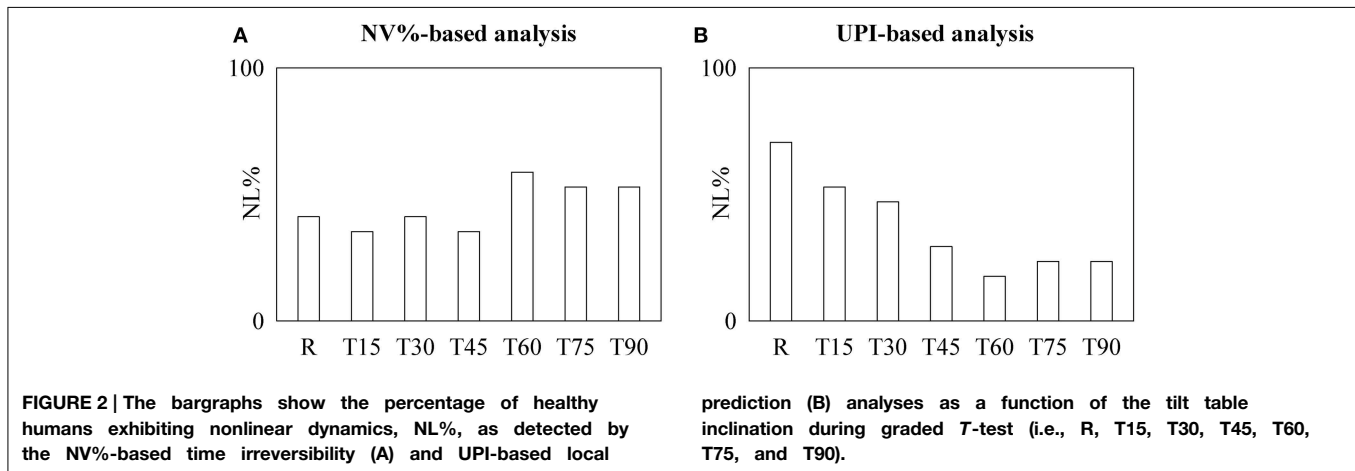 A NV%-based analysis
100
NL%
0
R T15 T30 T45 T60 T75 T90
B UPI-based analysis
100
NL%
0
R T15 T30 T45 T60 T75 T90
FIGURE 2 | The bargraphs show the percentage of healthy
humans exhibiting nonlinear dynamics, NL%, as detected by
the NV%-based time irreversibility (A) and UPI-based local
prediction (B) analyses as a function of the tilt table
inclination during graded T-test (i.e., R, T15, T30, T45, T60,
T75, and T90).